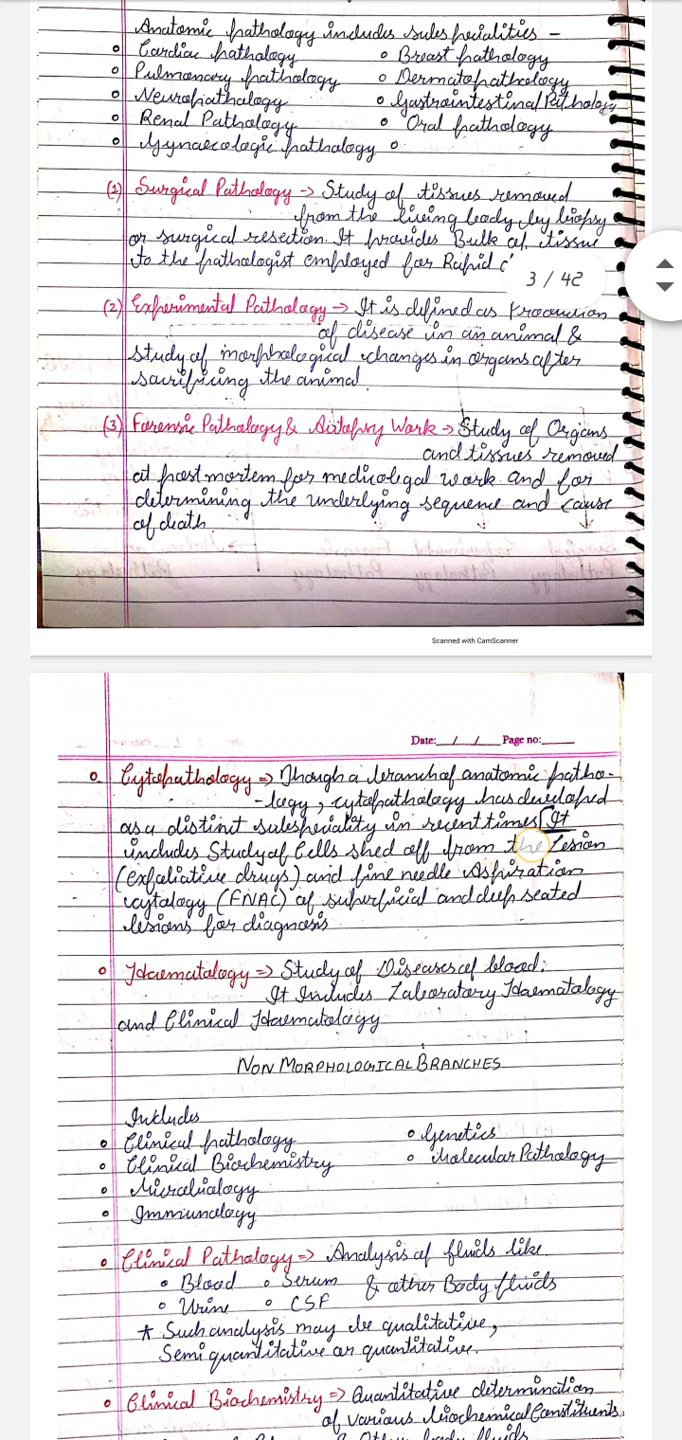 Anatomic pathology includes subspecialities -
o Cardiac pathology o Breast pathology
o Pulmonary pathology o Dermatopathology
o Neuropathology o Gastrointestinal Pathology
o Renal Pathology o Oral pathology
o Gynaecologic pathology o
(1) Surgical Pathology → Study of tissues removed
from the living body by biopsy
or surgical resection. It provides Bulk of tissue
to the pathologist employed for Rapid
3 / 42
(2) Experimental Pathology → It is defined as Production
of disease in an animal &
study of morphological changes in organs after
sacrificing the animal.
(3) Forensic Pathology & Autopsy Work → Study of Organs
and tissues removed
at post mortem for medicolegal work and for
determining the underlying sequence and cause
of death
Scanned with CamScanner
Date: / / Page no:
o Cytopathology ⇒ Though a branch of anatomic patho-
-logy, cytopathology has developed
as a distinct subspeciality in recent times [It
includes Study of Cells shed off from the Lesion
(exfoliative drugs) and fine needle Aspiration
cytology (FNAC) of superficial and deep seated
lesions for diagnosis
o Haematology ⇒ Study of Diseases of blood.
It Includes Laboratory Haematology
and Clinical Haematology
NON MORPHOLOGICAL BRANCHES
Includes
o Clinical pathology o Genetics
o Clinical Biochemistry o Molecular Pathology
o Microbiology
o Immunology
o Clinical Pathology ⇒ Analysis of fluids like
o Blood o Serum & other Body fluids
o Urine o CSF
* Such analysis may be qualitative,
Semi quantitative or quantitative.
o Clinical Biochemistry ⇒ Quantitative determination
of various biochemical Constituents